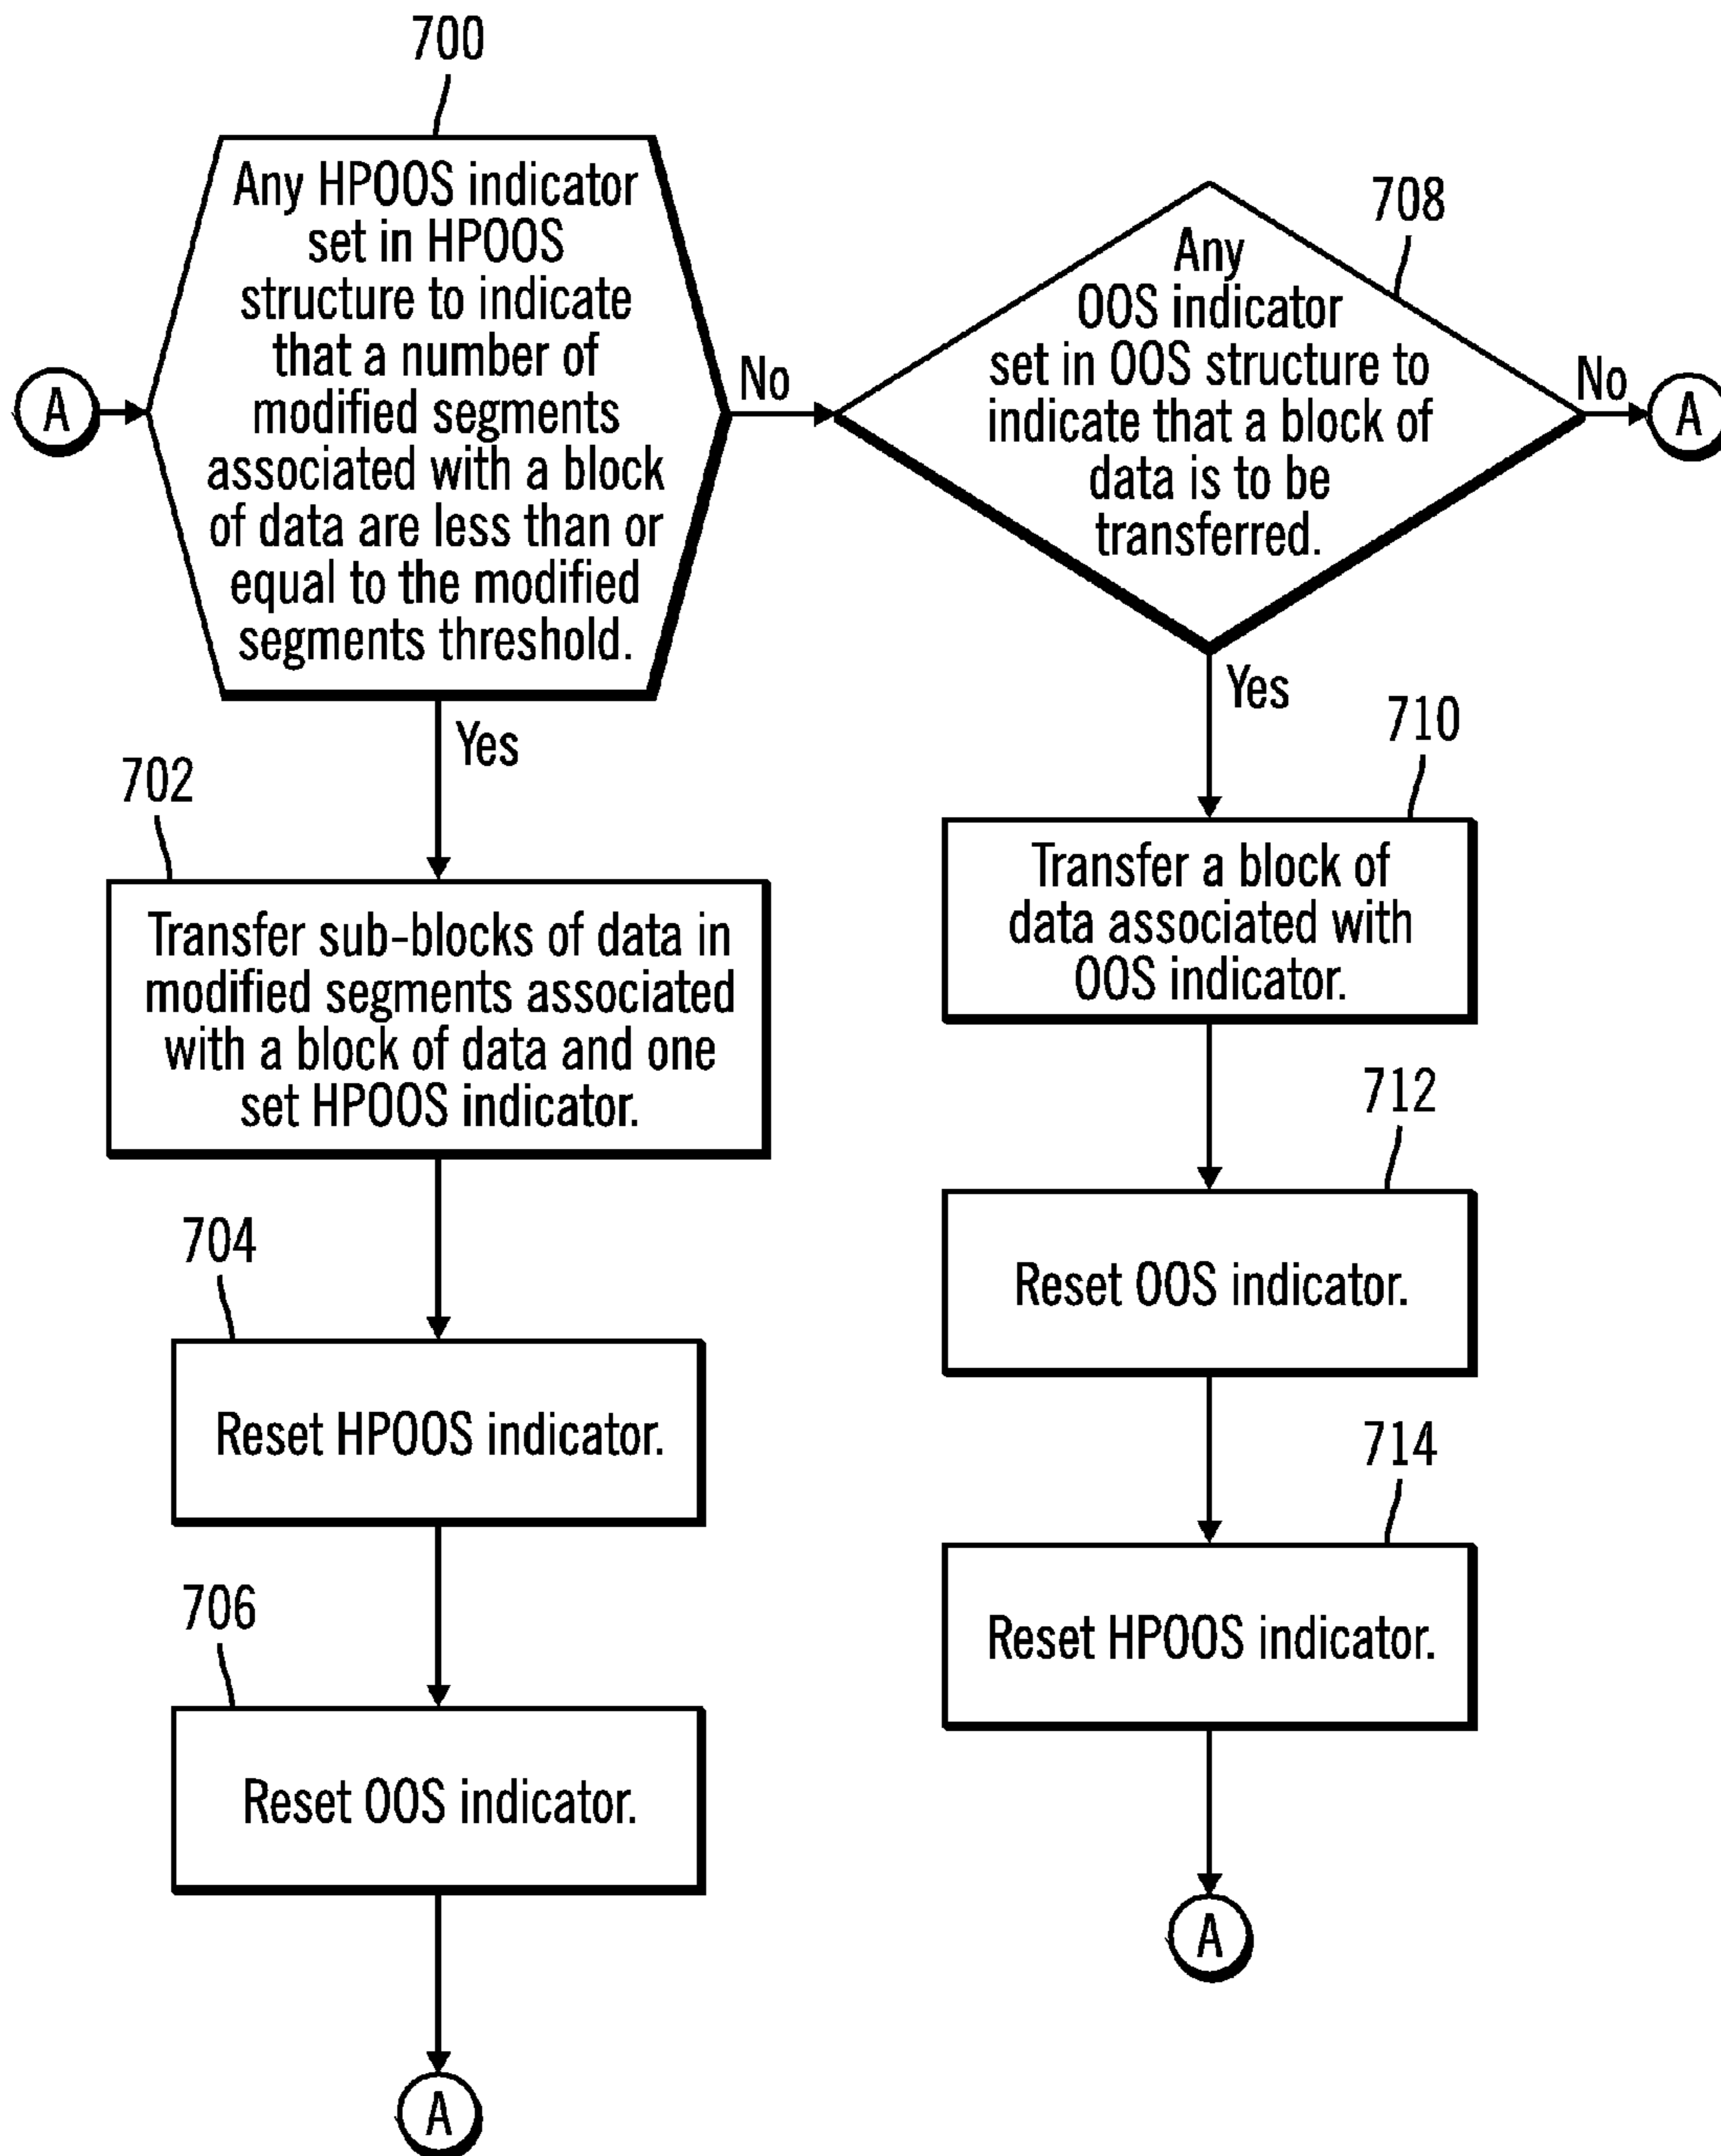 700
Any HPOOS indicator
set in HPOOS
structure to indicate
that a number of
modified segments
associated with a block
of data are less than or
equal to the modified
segments threshold.
A
No
Yes
702
Transfer sub-blocks of data in
modified segments associated
with a block of data and one
set HPOOS indicator.
704
Reset HPOOS indicator.
706
Reset OOS indicator.
A
708
Any
OOS indicator
set in OOS structure to
indicate that a block of
data is to be
transferred.
No
A
Yes
710
Transfer a block of
data associated with
OOS indicator.
712
Reset OOS indicator.
714
Reset HPOOS indicator.
A